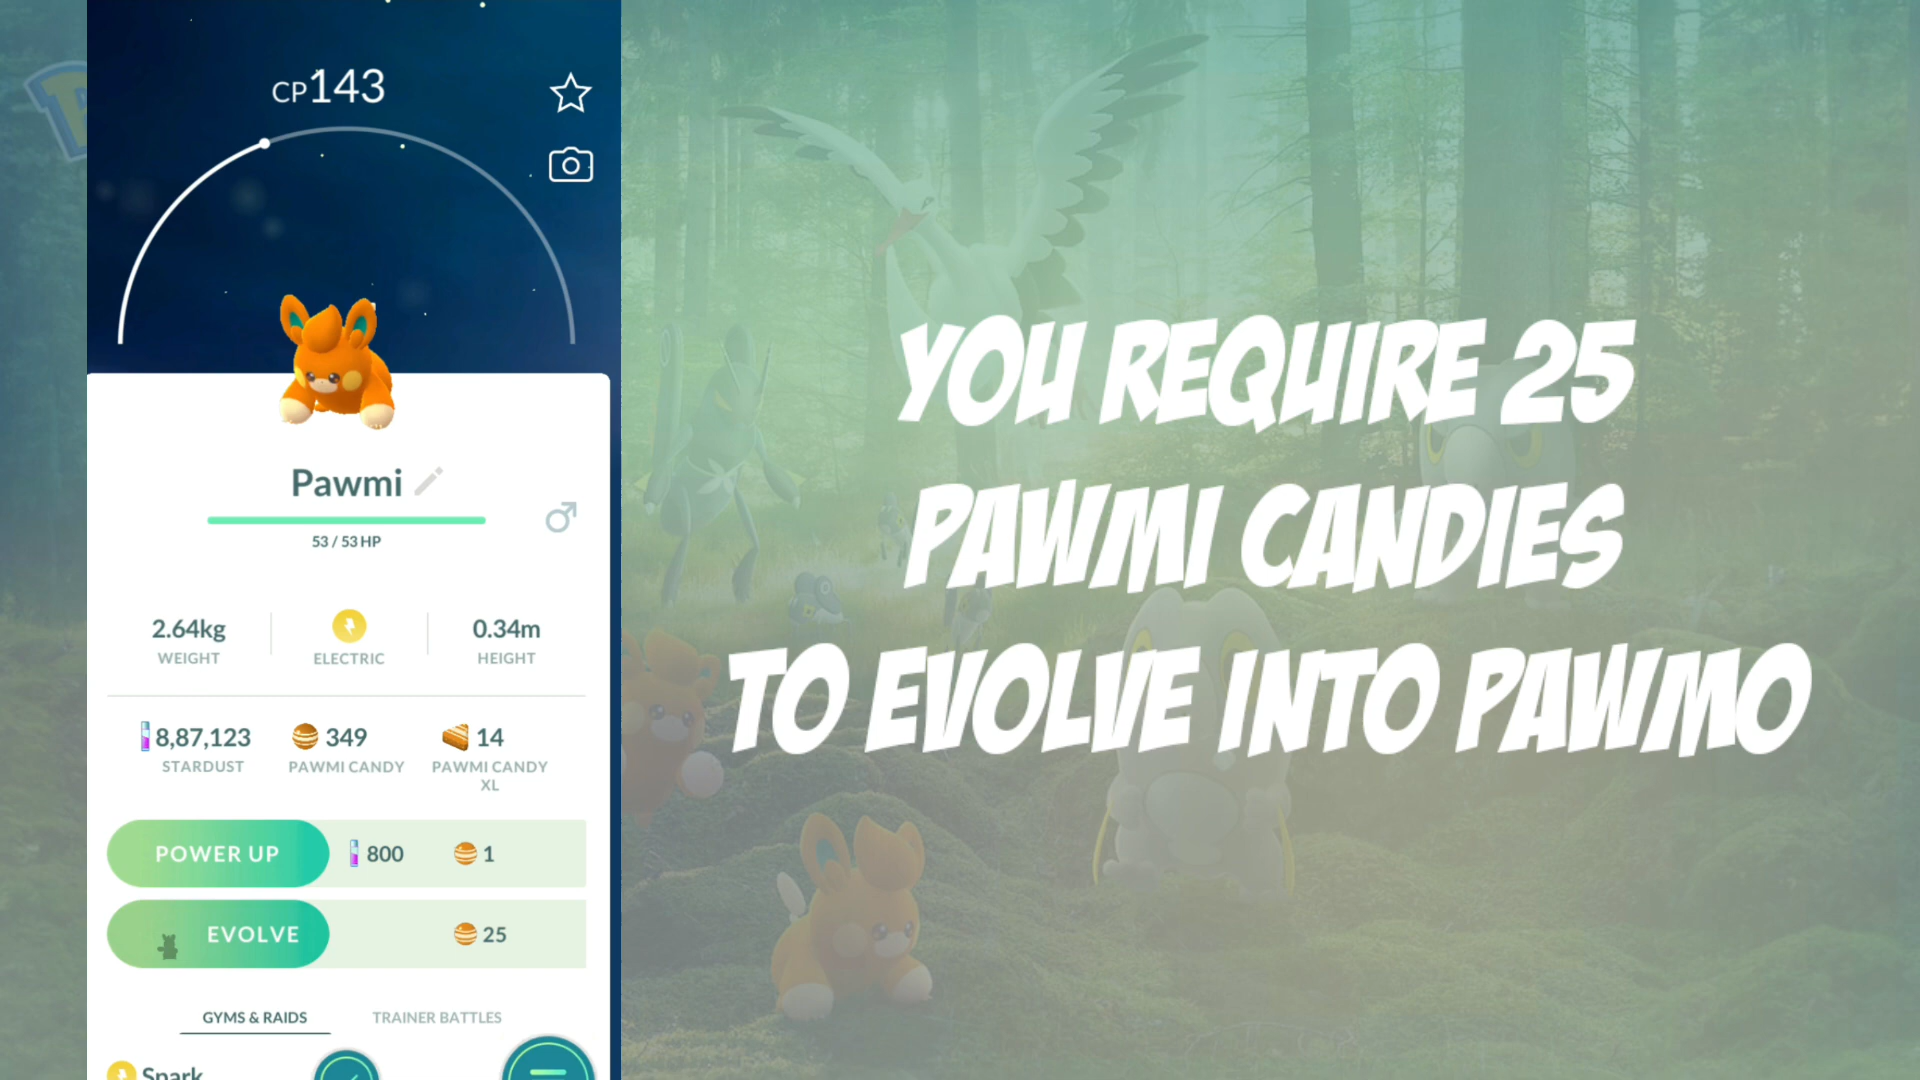 CP143
Pawmi
53 / 53 HP
2.64kg
WEIGHT
ELECTRIC
0.34m
HEIGHT
8,87,123
STARDUST
349
PAWMI CANDY
14
PAWMI CANDY
XL
POWER UP 800 1
EVOLVE 25
GYMS & RAIDS TRAINER BATTLES
Spark
YOU REQUIRE 25
PAWMI CANDIES
TO EVOLVE INTO PAWMO